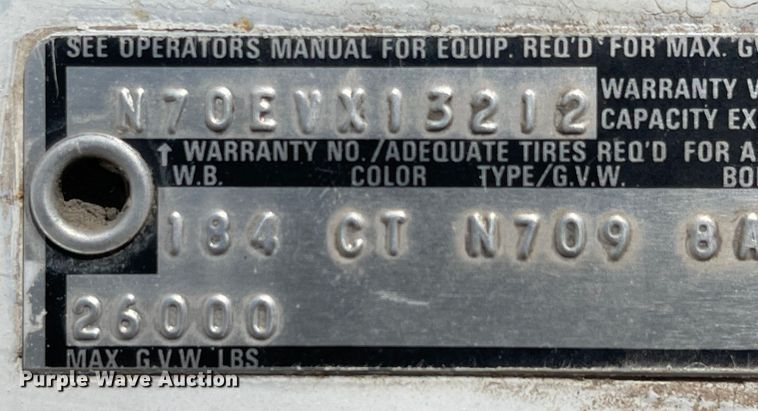 SEE OPERATORS MANUAL FOR EQUIP. REQ'D FOR MAX.
N70EVX13212
WARRANTY
CAPACITY
↑ WARRANTY NO./ADEQUATE TIRES REQ'D FOR
W.B. COLOR TYPE/G.V.W.
184 CT N709 8A
26000
MAX. G.V.W. LBS.
Purple Wave Auction